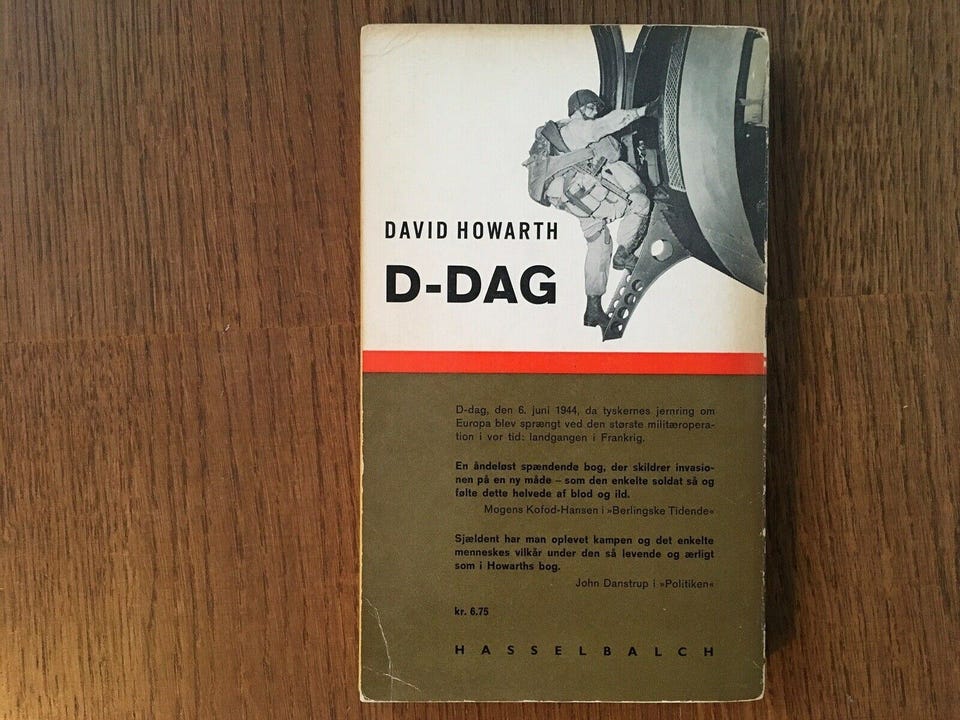 DAVID HOWARTH
D-DAG
D-dag, den 6. juni 1944, da tyskernes jernring om
Europa blev sprængt ved den største militæropera-
tion i vor tid: landgangen i Frankrig.
En åndeløst spændende bog, der skildrer invasio-
nen på en ny måde – som den enkelte soldat så og
følte dette helvede af blod og ild.
Mogens Kofod-Hansen i »Berlingske Tidende«
Sjældent har man oplevet kampen og det enkelte
menneskes vilkår under den så levende og ærligt
som i Howarths bog.
John Danstrup i »Politiken«
kr. 6.75
HASSELBALCH